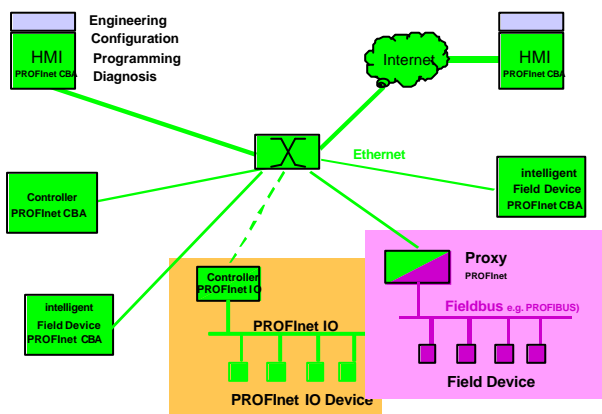 Engineering
Configuration
Programming
Diagnosis
HMI
PROFInet CBA
Internet
HMI
PROFInet CBA
Ethernet
intelligent
Field Device
PROFInet CBA
Controller
PROFInet CBA
intelligent
Field Device
PROFInet CBA
Controller
PROFInet IO
PROFInet IO
PROFInet IO Device
Proxy
PROFInet
Fieldbus e.g. PROFIBUS)
Field Device